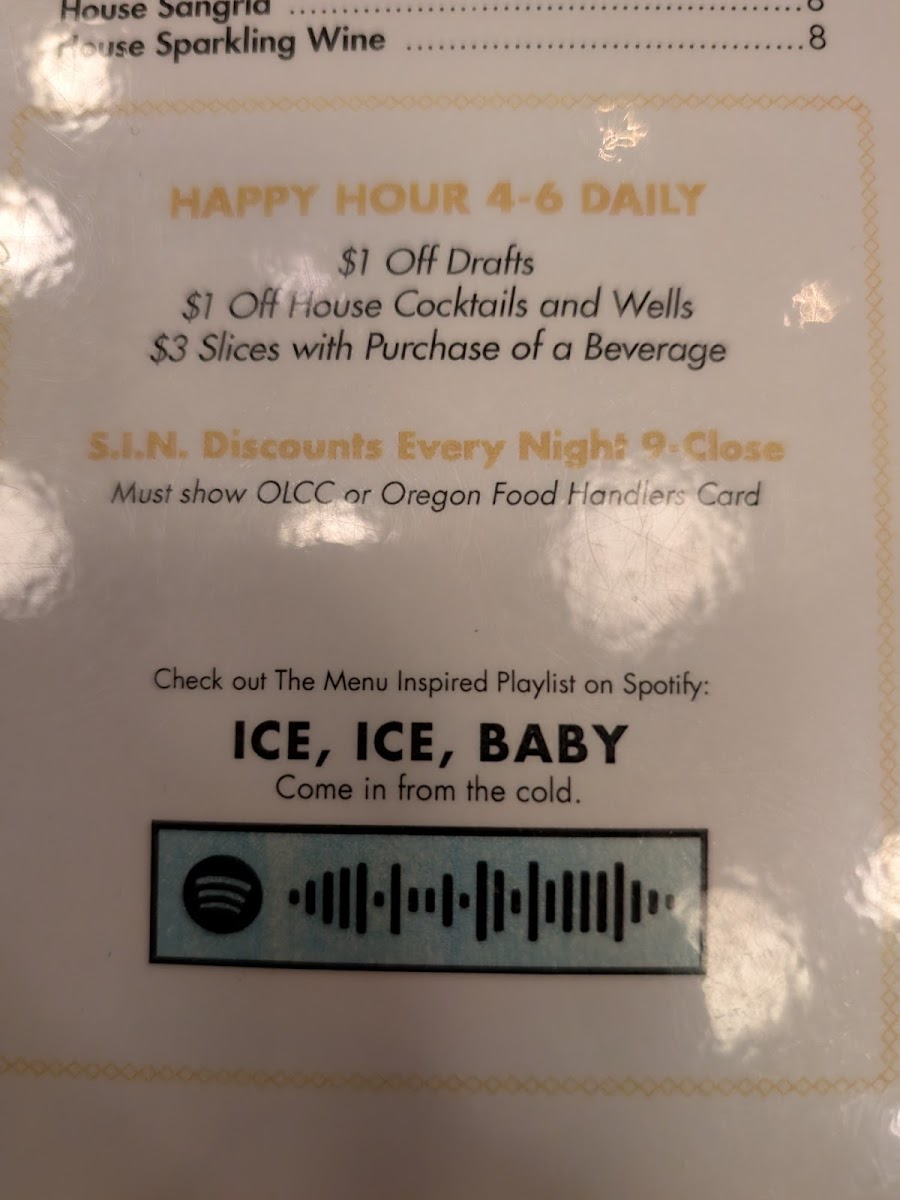 House Sangria ........................................ 8
House Sparkling Wine ........................................ 8
HAPPY HOUR 4-6 DAILY
$1 Off Drafts
$1 Off House Cocktails and Wells
$3 Slices with Purchase of a Beverage
S.I.N. Discounts Every Night 9-Close
Must show OLCC or Oregon Food Handlers Card
Check out The Menu Inspired Playlist on Spotify:
ICE, ICE, BABY
Come in from the cold.